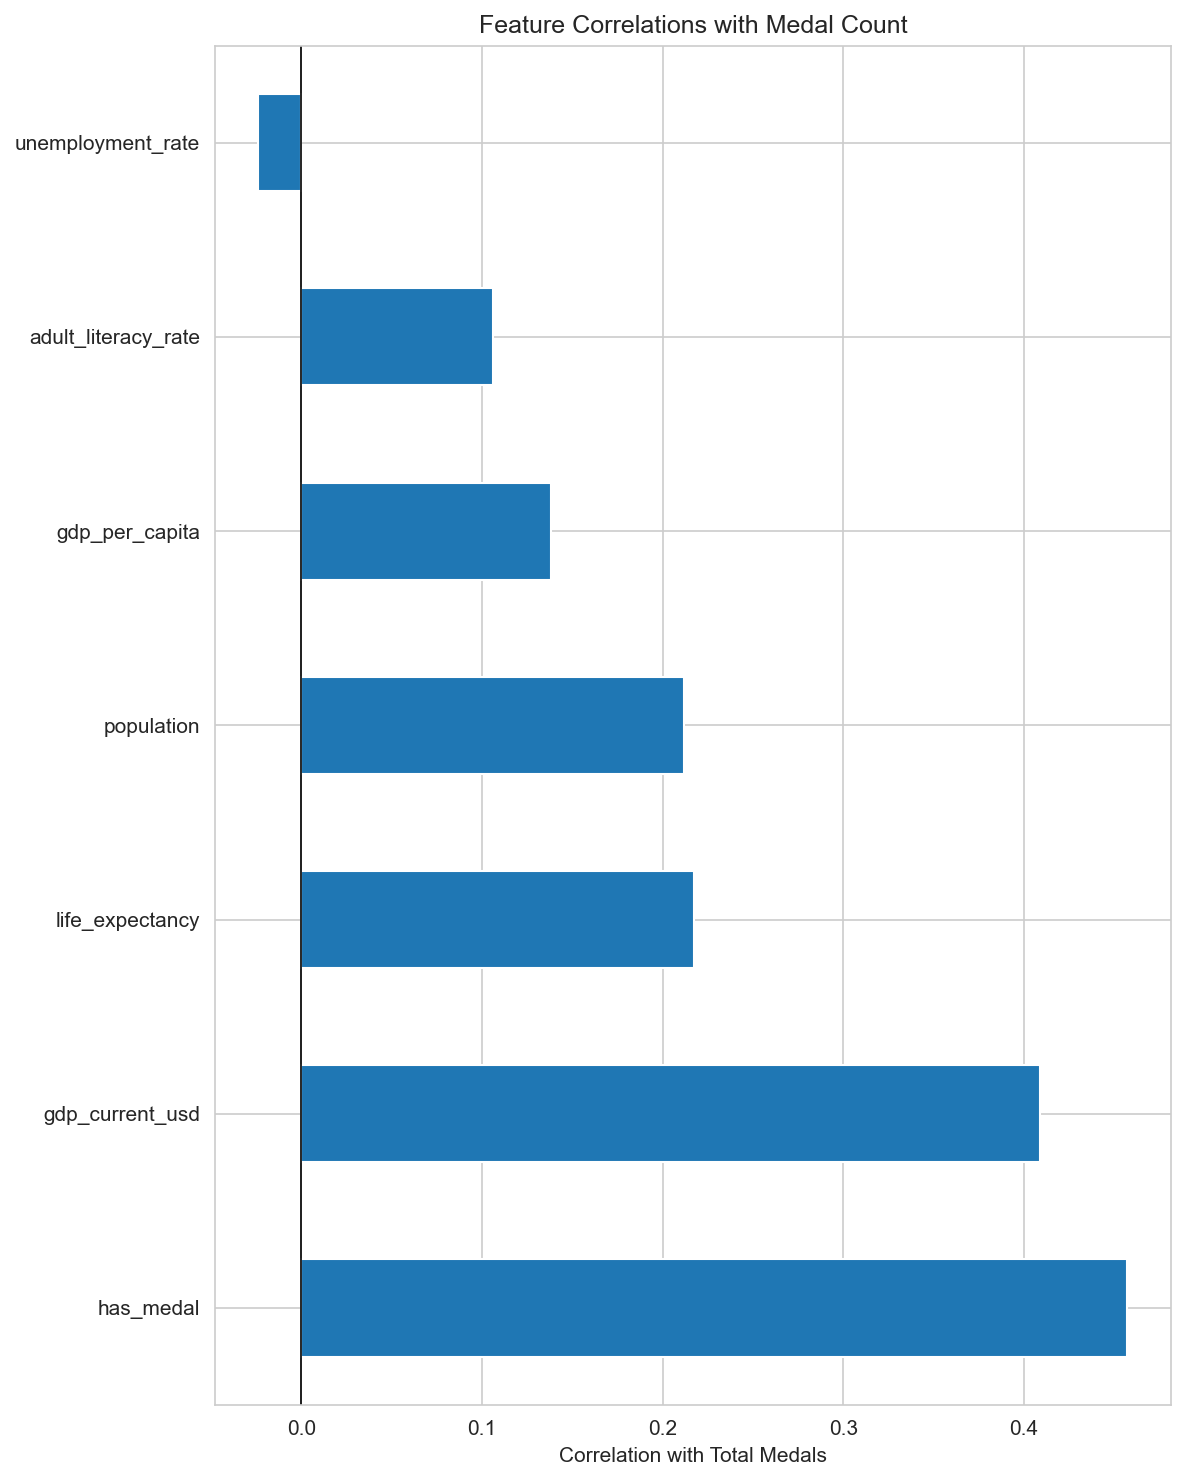 Feature Correlations with Medal Count
unemployment_rate
adult_literacy_rate
gdp_per_capita
population
life_expectancy
gdp_current_usd
has_medal
0.0 0.1 0.2 0.3 0.4
Correlation with Total Medals